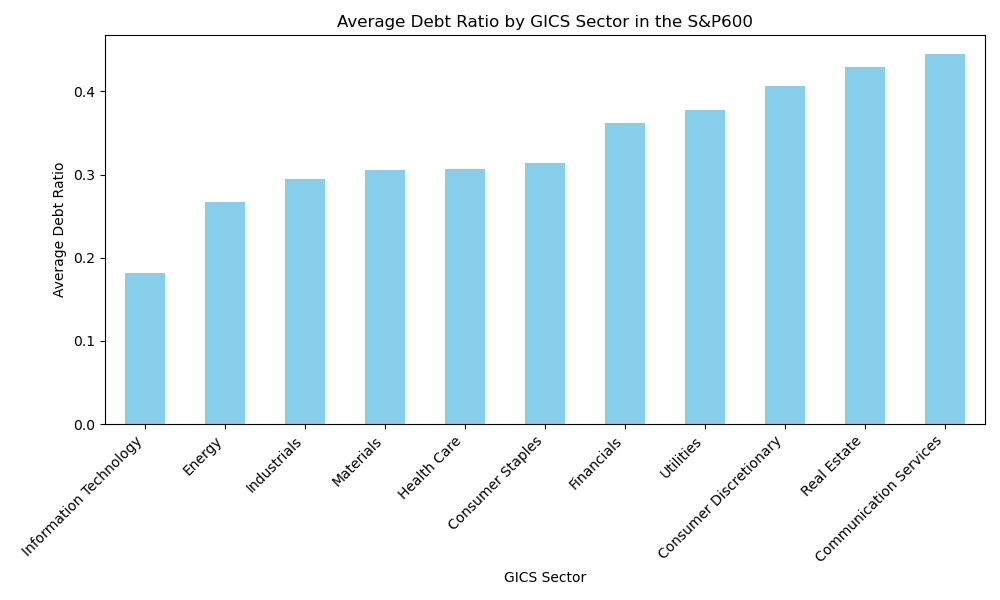 Average Debt Ratio by GICS Sector in the S&P600
Average Debt Ratio
0.4
0.3
0.2
0.1
0.0
Information Technology
Energy
Industrials
Materials
Health Care
Consumer Staples
Financials
Utilities
Consumer Discretionary
Real Estate
Communication Services
GICS Sector